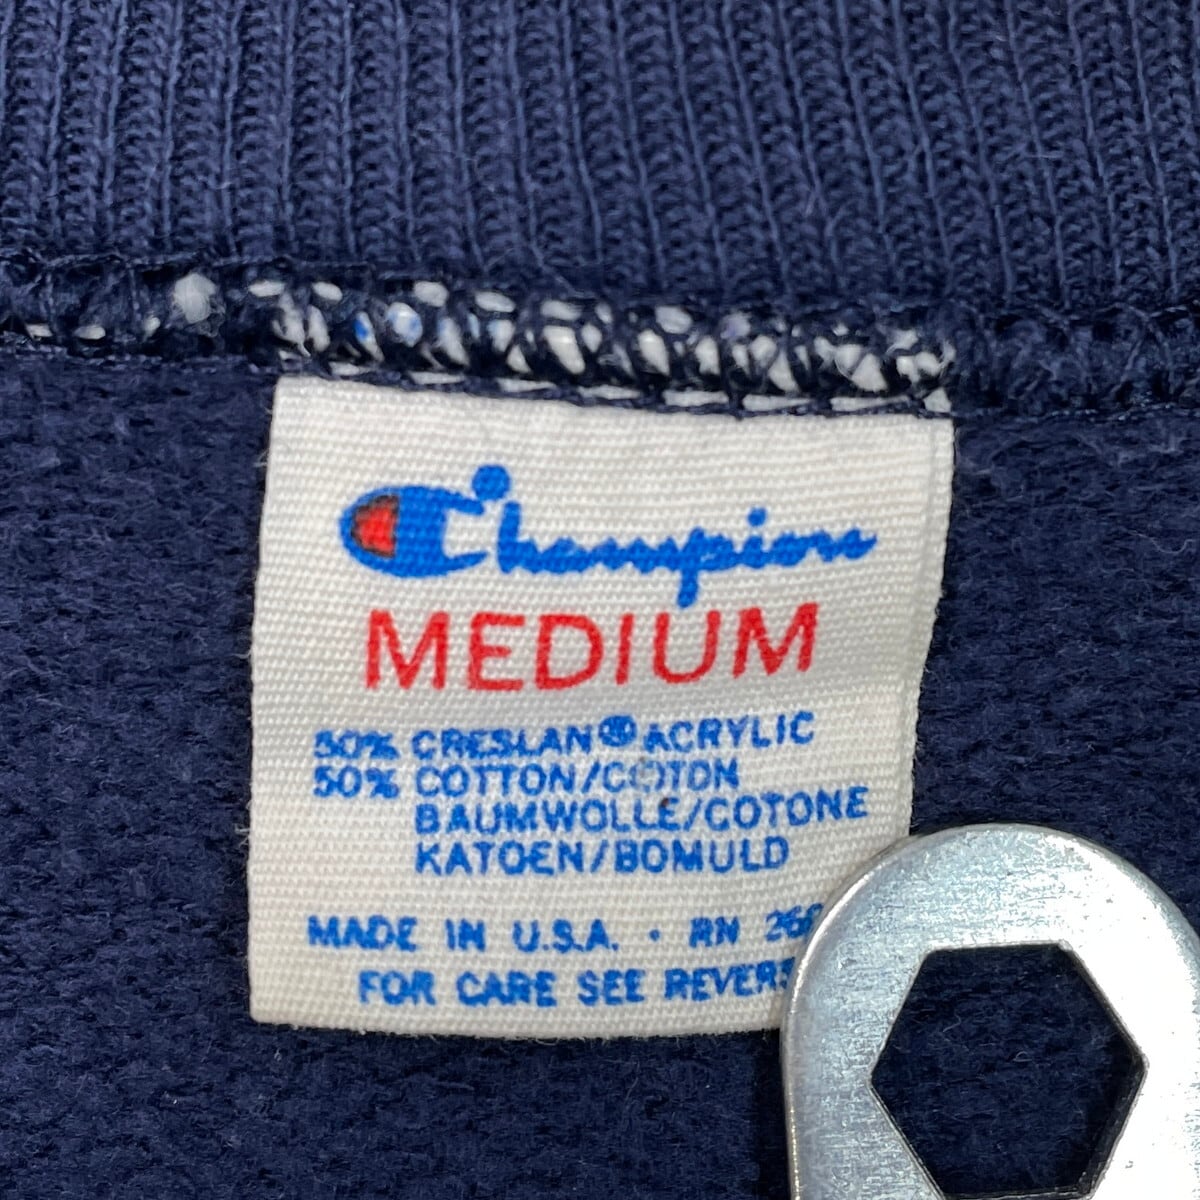 Champion
MEDIUM
50% CRESLAN® ACRYLIC
50% COTTON/COTON
BAUMWOLLE/COTONE
KATOEN/BOMULD
MADE IN U.S.A. • RN
FOR CARE SEE